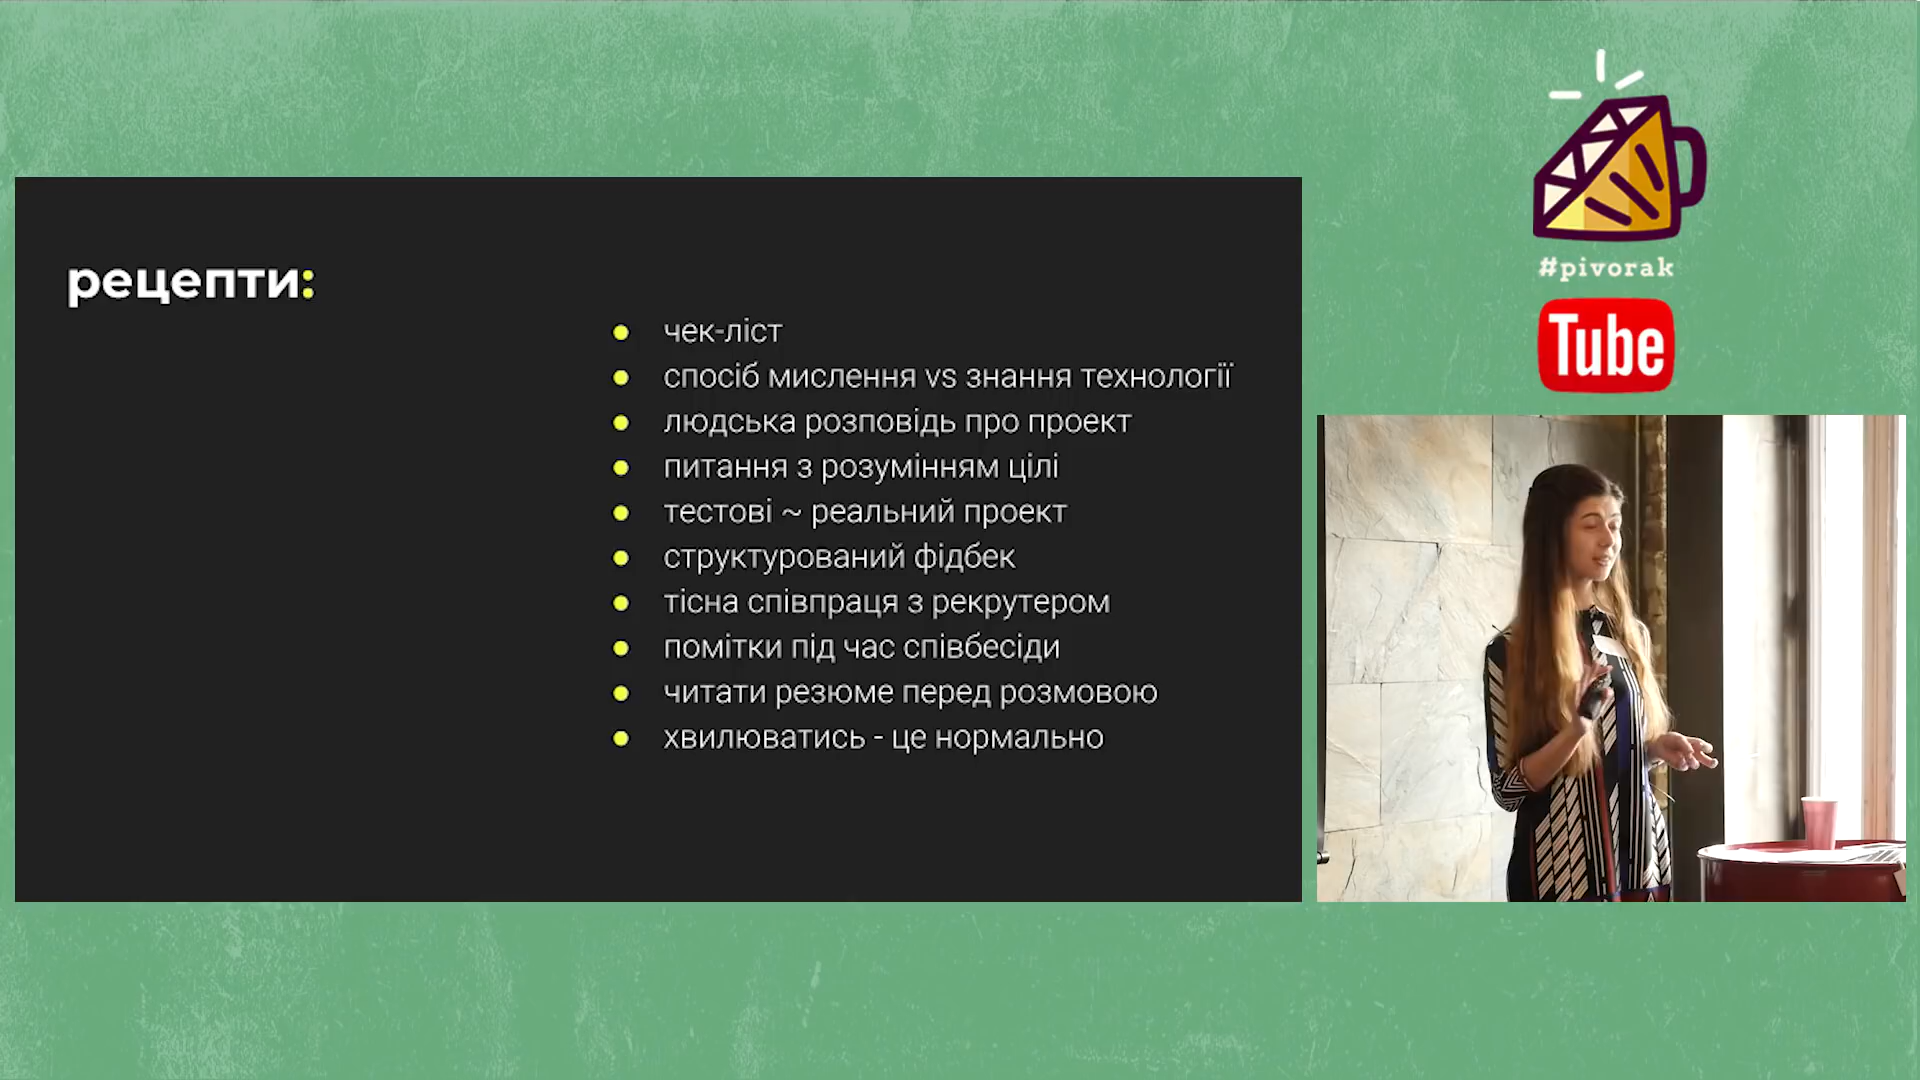 рецепти:
чек-ліст
спосіб мислення vs знання технології
людська розповідь про проект
питання з розумінням цілі
тестові ~ реальний проект
структурований фідбек
тісна співпраця з рекрутером
помітки під час співбесіди
читати резюме перед розмовою
хвилюватись - це нормально
#pivorak
Tube